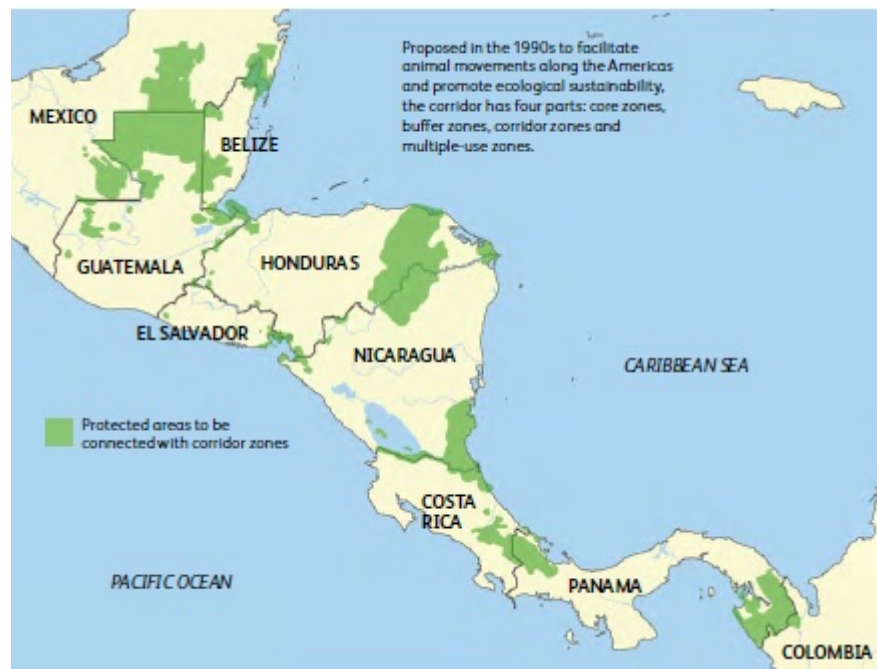 Proposed in the 1990s to facilitate
animal movements along the Americas
and promote ecological sustainability,
the corridor has four parts: core zones,
buffer zones, corridor zones and
multiple-use zones.
MEXICO
BELIZE
GUATEMALA
HONDURAS
EL SALVADOR
NICARAGUA
CARIBBEAN SEA
Protected areas to be
connected with corridor zones
COSTA
RICA
PACIFIC OCEAN
PANAMA
COLOMBIA